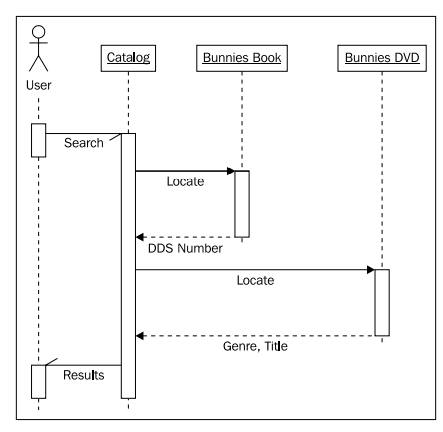 Catalog
Bunnies Book
Bunnies DVD
User
Search
Locate
DDS Number
Locate
Genre, Title
Results